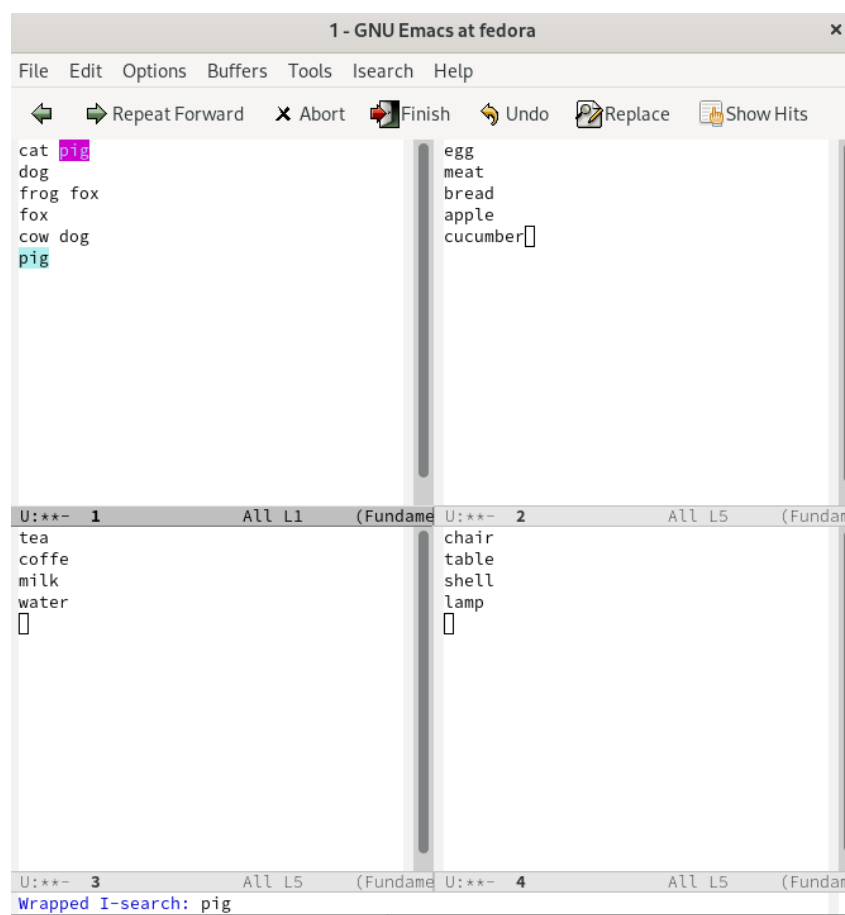 1 - GNU Emacs at fedora ×
File Edit Options Buffers Tools Isearch Help
Repeat Forward Abort Finish Undo Replace Show Hits
cat pig
dog
frog fox
fox
cow dog
pig
U:**- 1 All L1 (Fundame
egg
meat
bread
apple
cucumber
U:**- 2 All L5 (Fundam
tea
coffe
milk
water
U:**- 3 All L5 (Fundame
chair
table
shell
lamp
U:**- 4 All L5 (Fundam
Wrapped I-search: pig